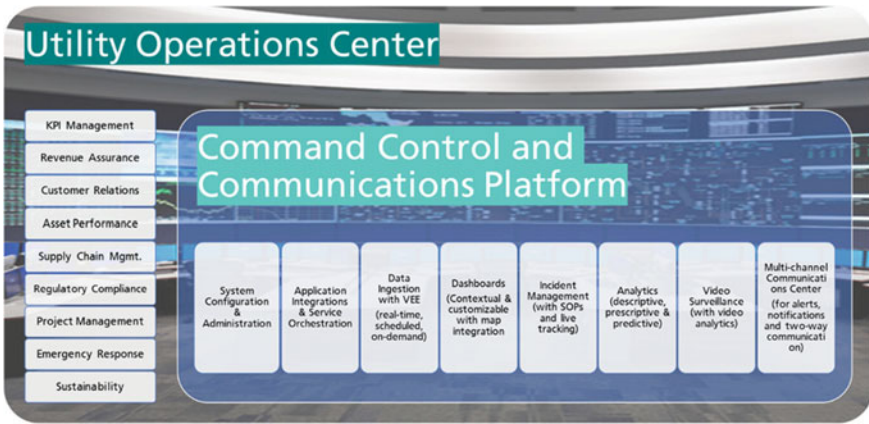 Utility Operations Center
KPI Management
Revenue Assurance
Customer Relations
Asset Performance
Supply Chain Mgmt.
Regulatory Compliance
Project Management
Emergency Response
Sustainability
Command Control and
Communications Platform
System
Configuration
&
Administration
Application
Integrations
& Service
Orchestration
Data
Ingestion
with VEE
(real-time,
scheduled,
on-demand)
Dashboards
(Contextual &
customizable
with map
integration)
Incident
Management
(with SOPs
and live
tracking)
Analytics
(descriptive,
prescriptive &
predictive)
Video
Surveillance
(with video
analytics)
Multi-channel
Communicati
ons Center
(for alerts,
notifications
and two-way
communicati
on)